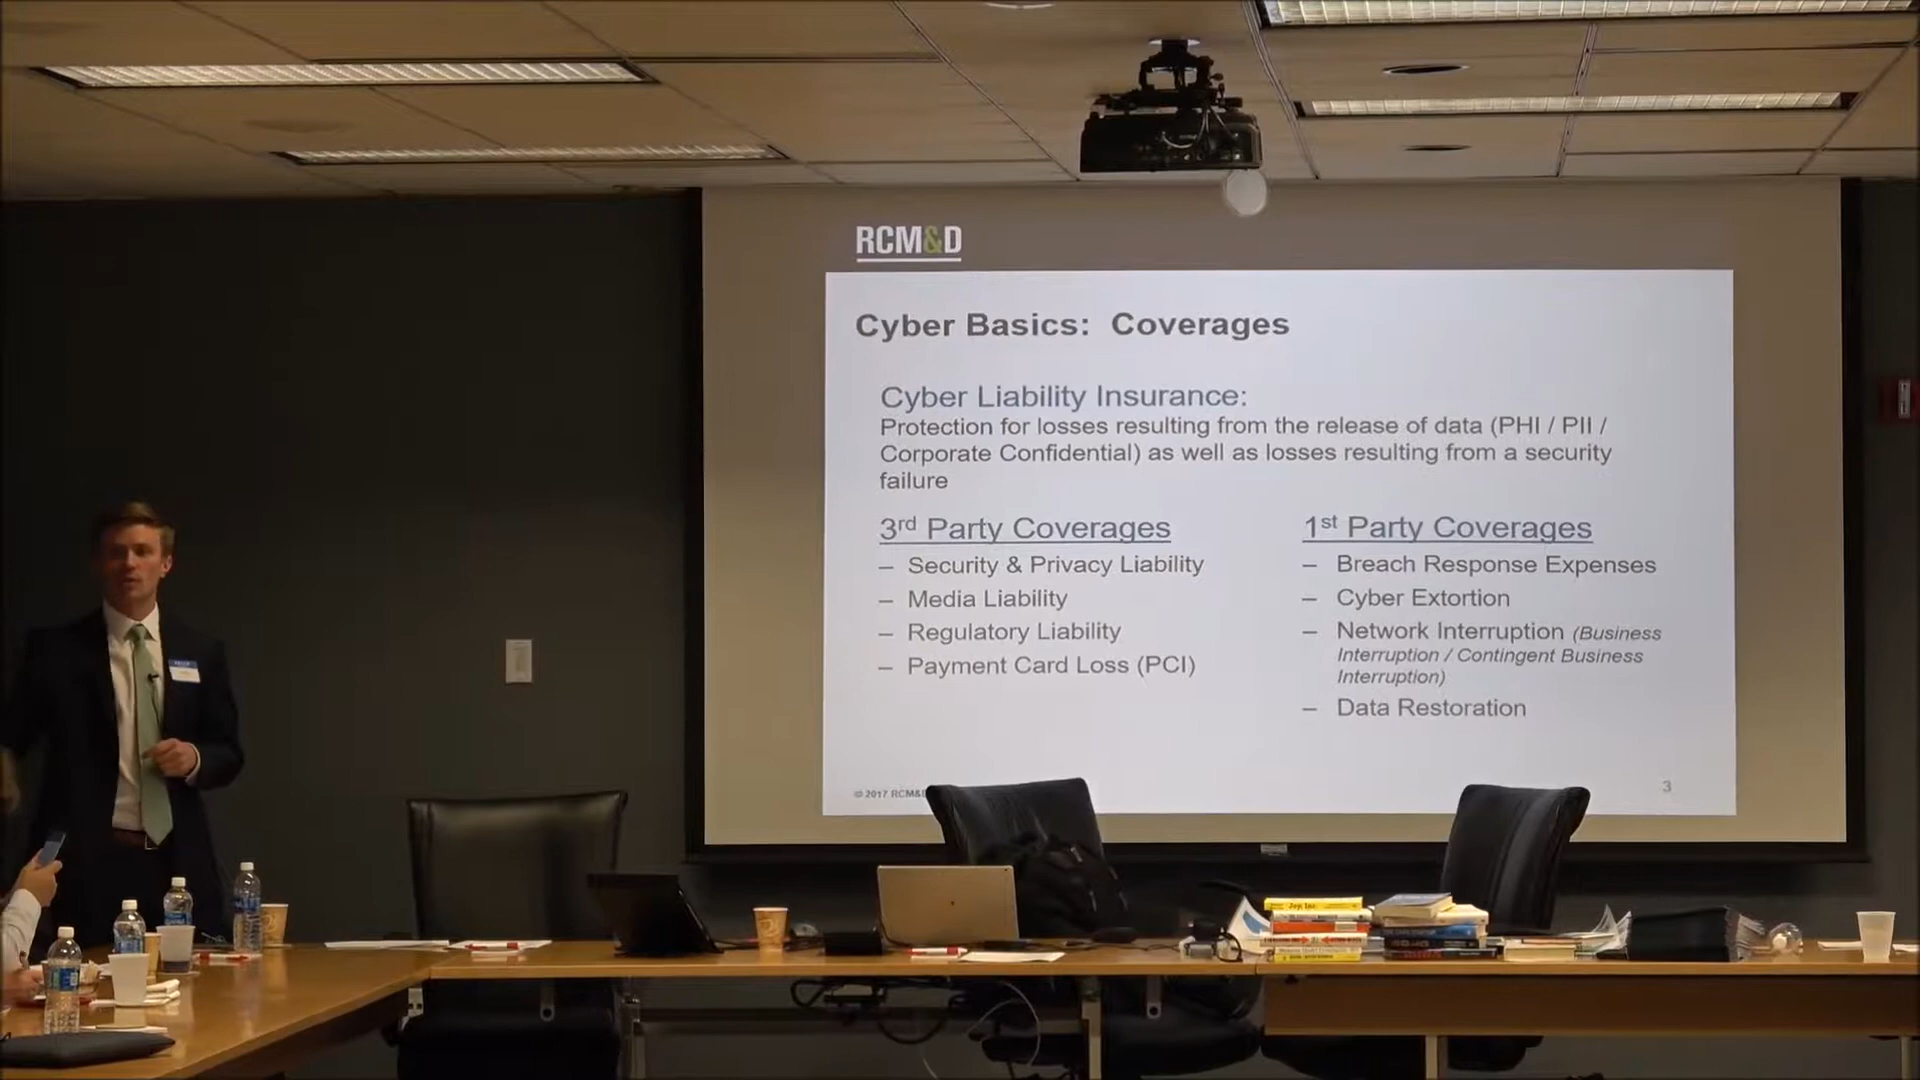 RCM&D
Cyber Basics: Coverages
Cyber Liability Insurance:
Protection for losses resulting from the release of data (PHI / PII /
Corporate Confidential) as well as losses resulting from a security
failure
3rd Party Coverages
– Security & Privacy Liability
– Media Liability
– Regulatory Liability
– Payment Card Loss (PCI)
1st Party Coverages
– Breach Response Expenses
– Cyber Extortion
– Network Interruption (Business
Interruption / Contingent Business
Interruption)
– Data Restoration
© 2017 RCM&
3
Joy, Inc.